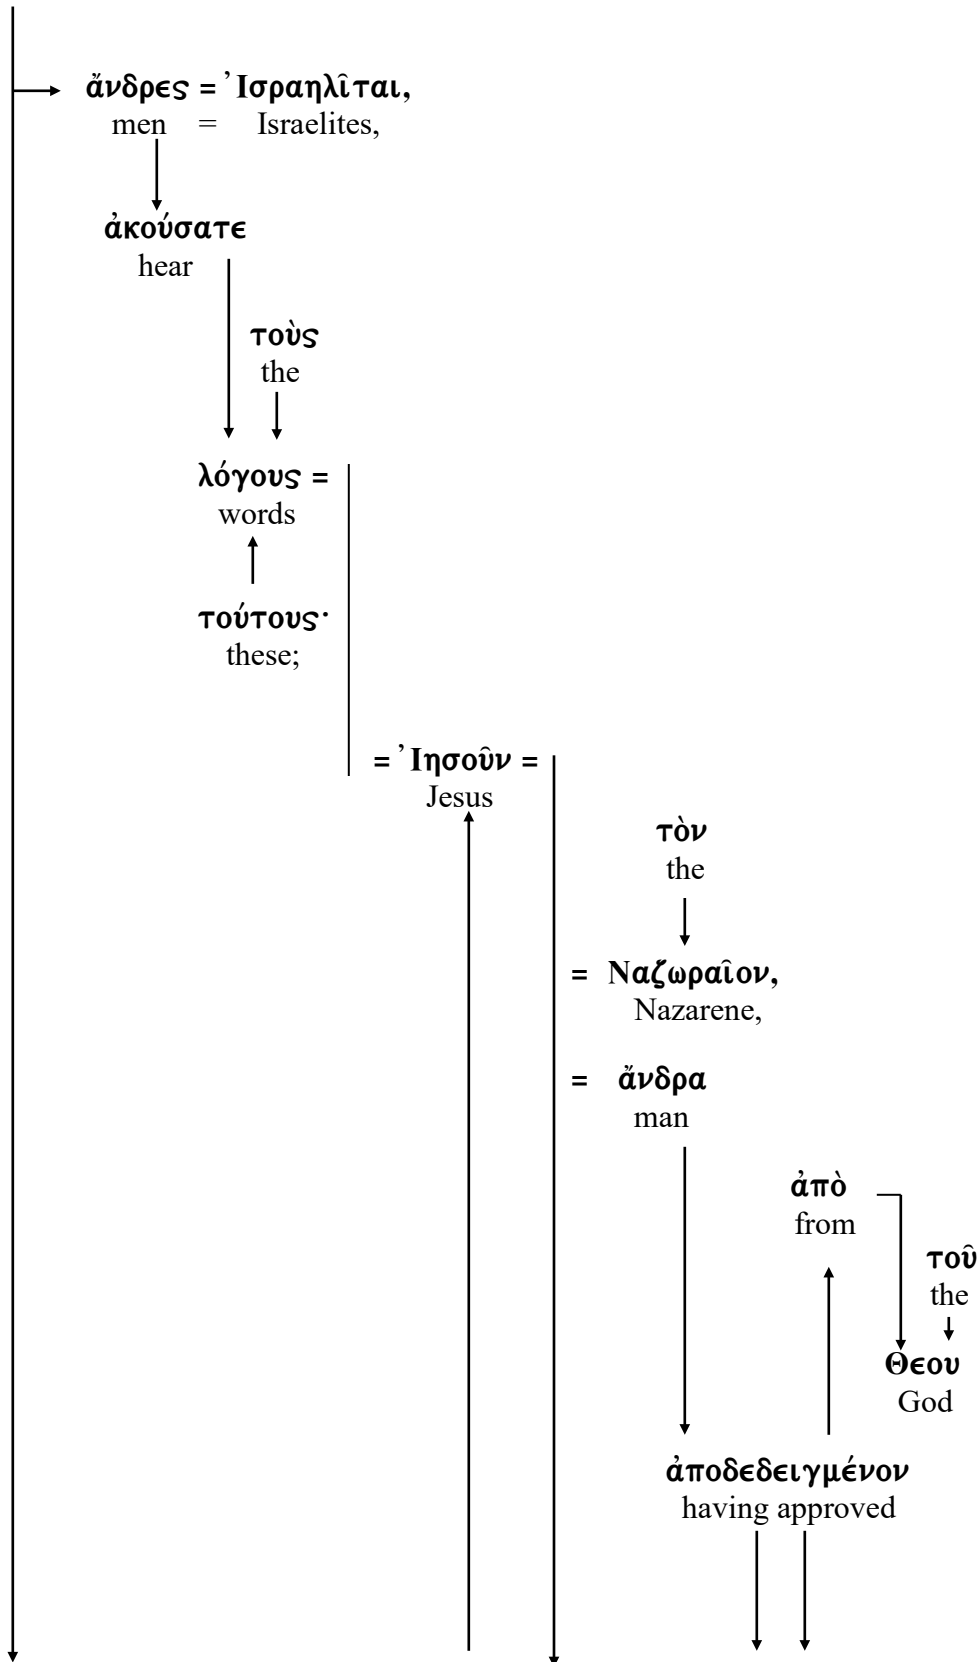 ἄνδρες = Ἰσραηλῖται,
men = Israelites,
ἀκούσατε
hear
τοὺς
the
λόγους =
words
τούτους·
these;
= Ἰησοῦν =
Jesus
τὸν
the
= Ναζωραῖον,
Nazarene,
= ἄνδρα
man
ἀπὸ
from
τοῦ
the
Θεου
God
ἀποδεδειγμένον
having approved